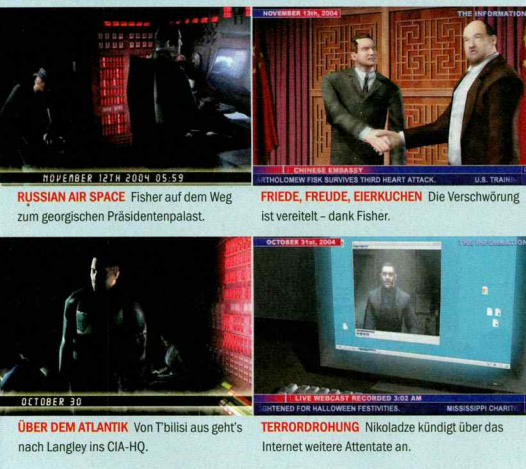 NOVEMBER 12TH 2004 05:59
RUSSIAN AIR SPACE Fisher auf dem Weg
zum georgischen Präsidentenpalast.
NOVEMBER 13th, 2004
THE INFORMATION
CHINESE EMBASSY
ARTHOLOMEW FISK SURVIVES THIRD HEART ATTACK. U.S. TRAININ
FRIEDE, FREUDE, EIERKUCHEN Die Verschwörung
ist vereitelt – dank Fisher.
OCTOBER 30
ÜBER DEM ATLANTIK Von T'bilisi aus geht's
nach Langley ins CIA-HQ.
OCTOBER 31st, 2004
THE INFORMATION
LIVE WEBCAST RECORDED 3:02 AM
GHTENED FOR HALLOWEEN FESTIVITIES. MISSISSIPPI CHARIT
TERRORDROHUNG Nikoladze kündigt über das
Internet weitere Attentate an.